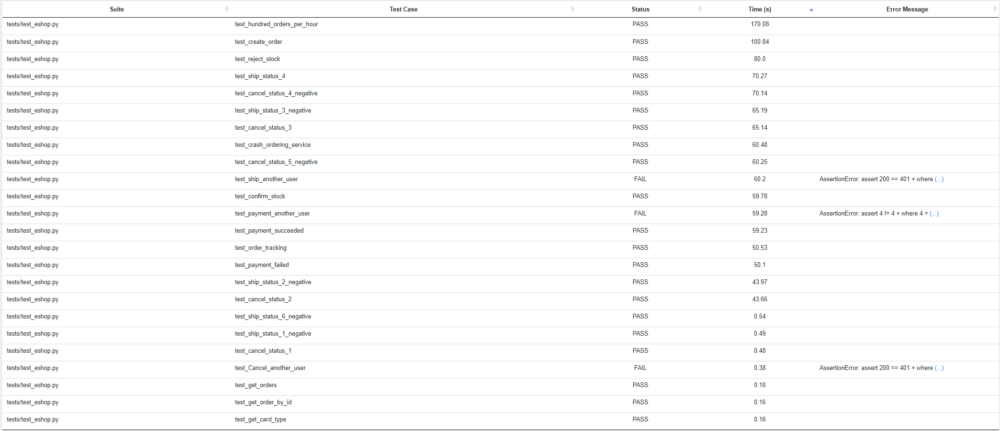 Suite Test Case Status Time (s) Error Message
tests/test_eshop.py test_hundred_orders_per_hour PASS 170.08
tests/test_eshop.py test_create_order PASS 100.84
tests/test_eshop.py test_reject_stock PASS 80.0
tests/test_eshop.py test_ship_status_4 PASS 70.27
tests/test_eshop.py test_cancel_status_4_negative PASS 70.14
tests/test_eshop.py test_ship_status_3_negative PASS 65.19
tests/test_eshop.py test_cancel_status_3 PASS 65.14
tests/test_eshop.py test_crash_ordering_service PASS 60.48
tests/test_eshop.py test_cancel_status_5_negative PASS 60.25
tests/test_eshop.py test_ship_another_user FAIL 60.2 AssertionError: assert 200 == 401 + where (...)
tests/test_eshop.py test_confirm_stock PASS 59.78
tests/test_eshop.py test_payment_another_user FAIL 59.28 AssertionError: assert 4 != 4 + where 4 = (...)
tests/test_eshop.py test_payment_succeeded PASS 59.23
tests/test_eshop.py test_order_tracking PASS 50.53
tests/test_eshop.py test_payment_failed PASS 50.1
tests/test_eshop.py test_ship_status_2_negative PASS 43.97
tests/test_eshop.py test_cancel_status_2 PASS 43.66
tests/test_eshop.py test_ship_status_6_negative PASS 0.54
tests/test_eshop.py test_ship_status_1_negative PASS 0.49
tests/test_eshop.py test_cancel_status_1 PASS 0.48
tests/test_eshop.py test_Cancel_another_user FAIL 0.38 AssertionError: assert 200 == 401 + where (...)
tests/test_eshop.py test_get_orders PASS 0.18
tests/test_eshop.py test_get_order_by_id PASS 0.16
tests/test_eshop.py test_get_card_type PASS 0.16